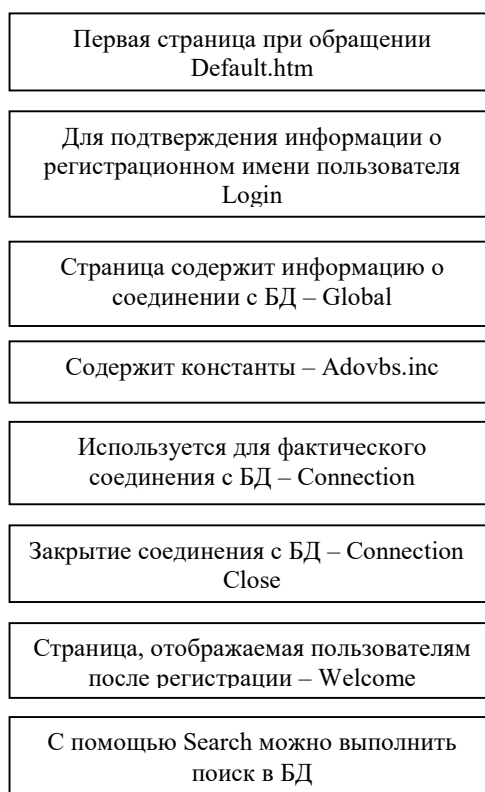 Первая страница при обращении
Default.htm
Для подтверждения информации о
регистрационном имени пользователя
Login
Страница содержит информацию о
соединении с БД – Global
Содержит константы – Adovbs.inc
Используется для фактического
соединения с БД – Connection
Закрытие соединения с БД – Connection
Close
Страница, отображаемая пользователям
после регистрации – Welcome
С помощью Search можно выполнить
поиск в БД